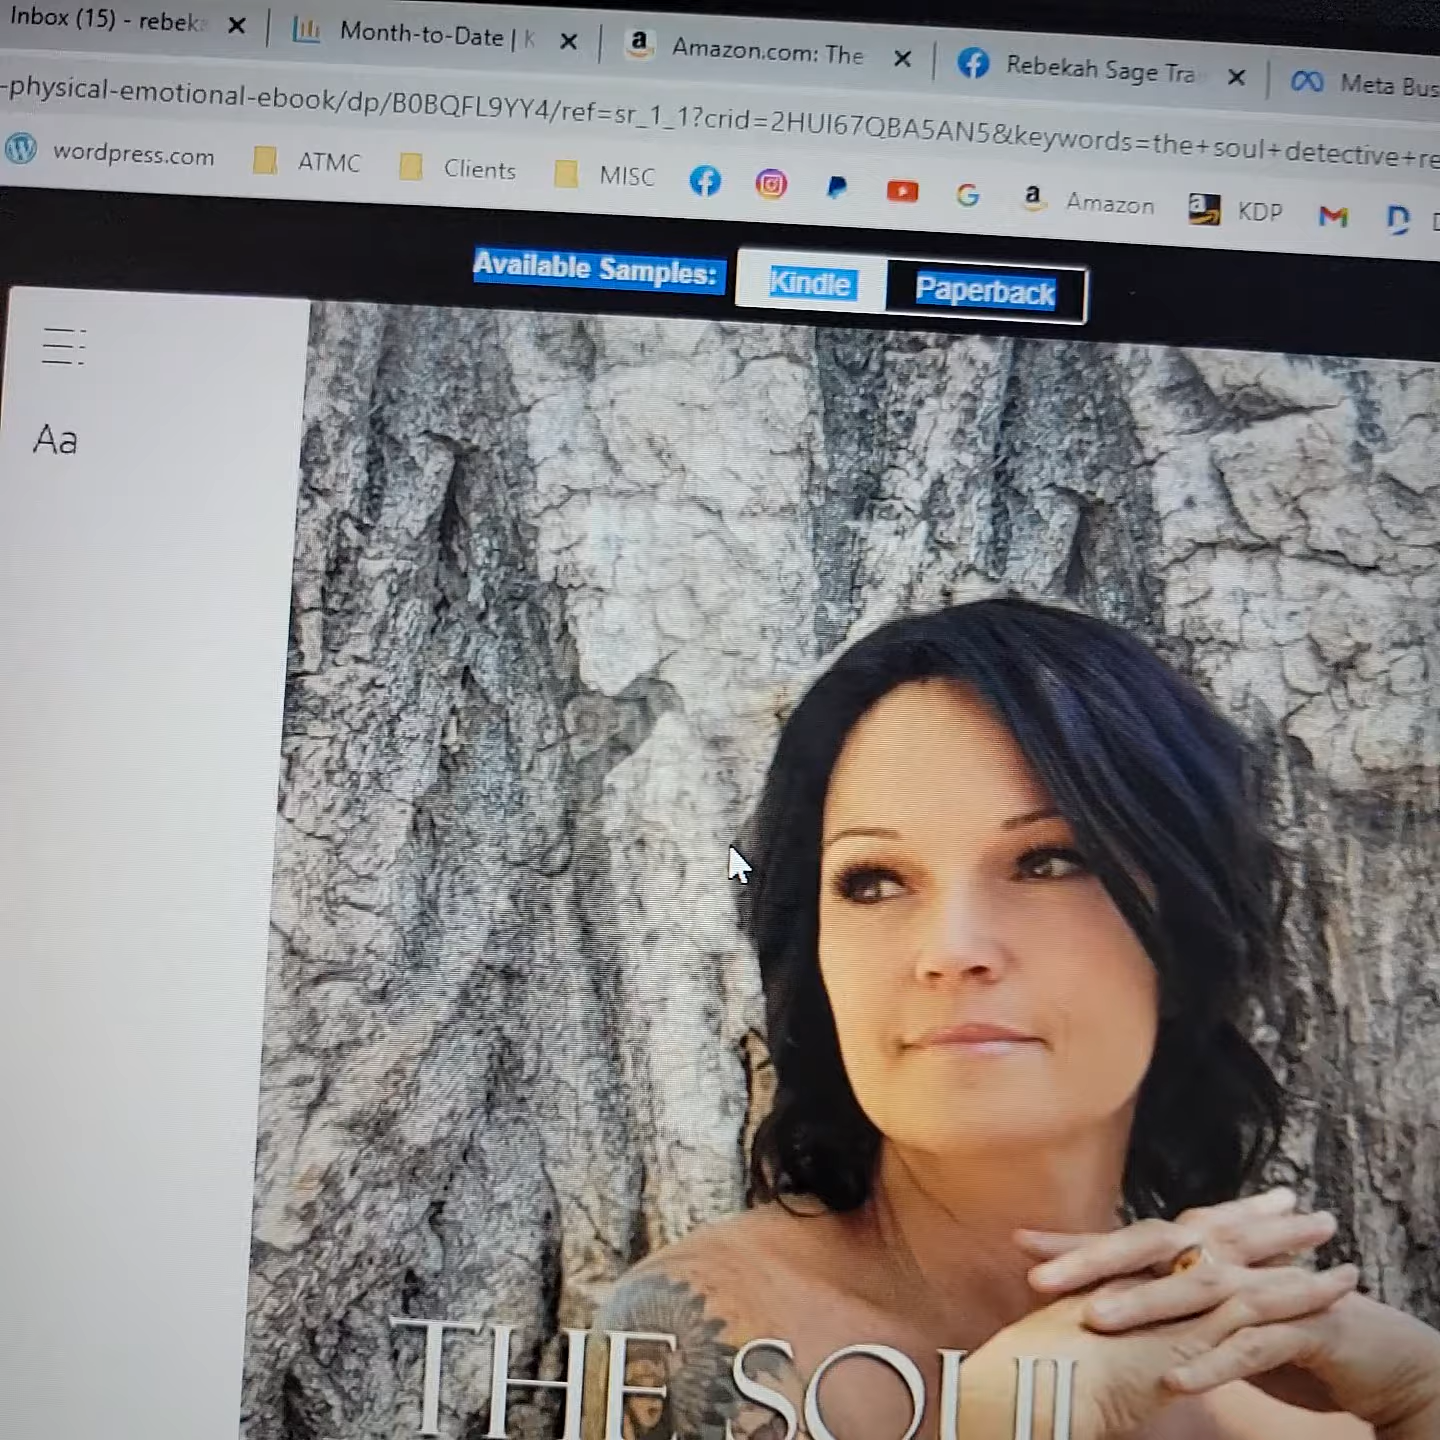 Inbox (15) - rebek Month-to-Date | K Amazon.com: The Rebekah Sage Tra Meta Bus
-physical-emotional-ebook/dp/B0BQFL9YY4/ref=sr_1_1?crid=2HUI67QBA5AN5&keywords=the+soul+detective+re
wordpress.com ATMC Clients MISC Amazon KDP
Available Samples: Kindle Paperback
Aa
THE SOUL